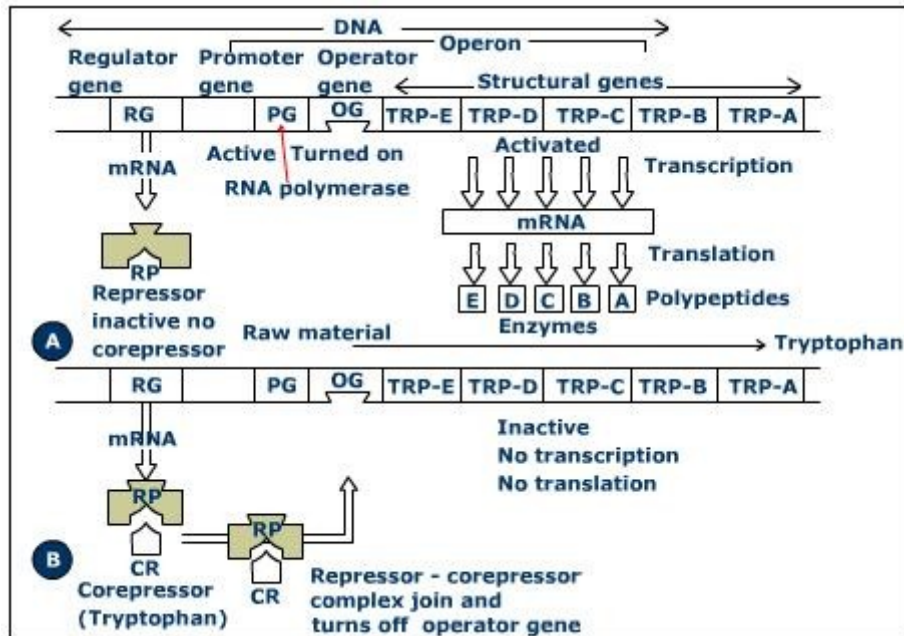 DNA
Operon
Regulator gene
Promoter gene
Operator gene
Structural genes
RG
PG
OG
TRP-E
TRP-D
TRP-C
TRP-B
TRP-A
mRNA
Active Turned on
RNA polymerase
Activated
Transcription
mRNA
Translation
E
D
C
B
A
Polypeptides
Enzymes
RP
Repressor
inactive no
corepressor
A
Raw material
Tryptophan
RG
PG
OG
TRP-E
TRP-D
TRP-C
TRP-B
TRP-A
mRNA
Inactive
No transcription
No translation
RP
RP
B
CR
Corepressor
(Tryptophan)
CR
Repressor - corepressor
complex join and
turns off operator gene